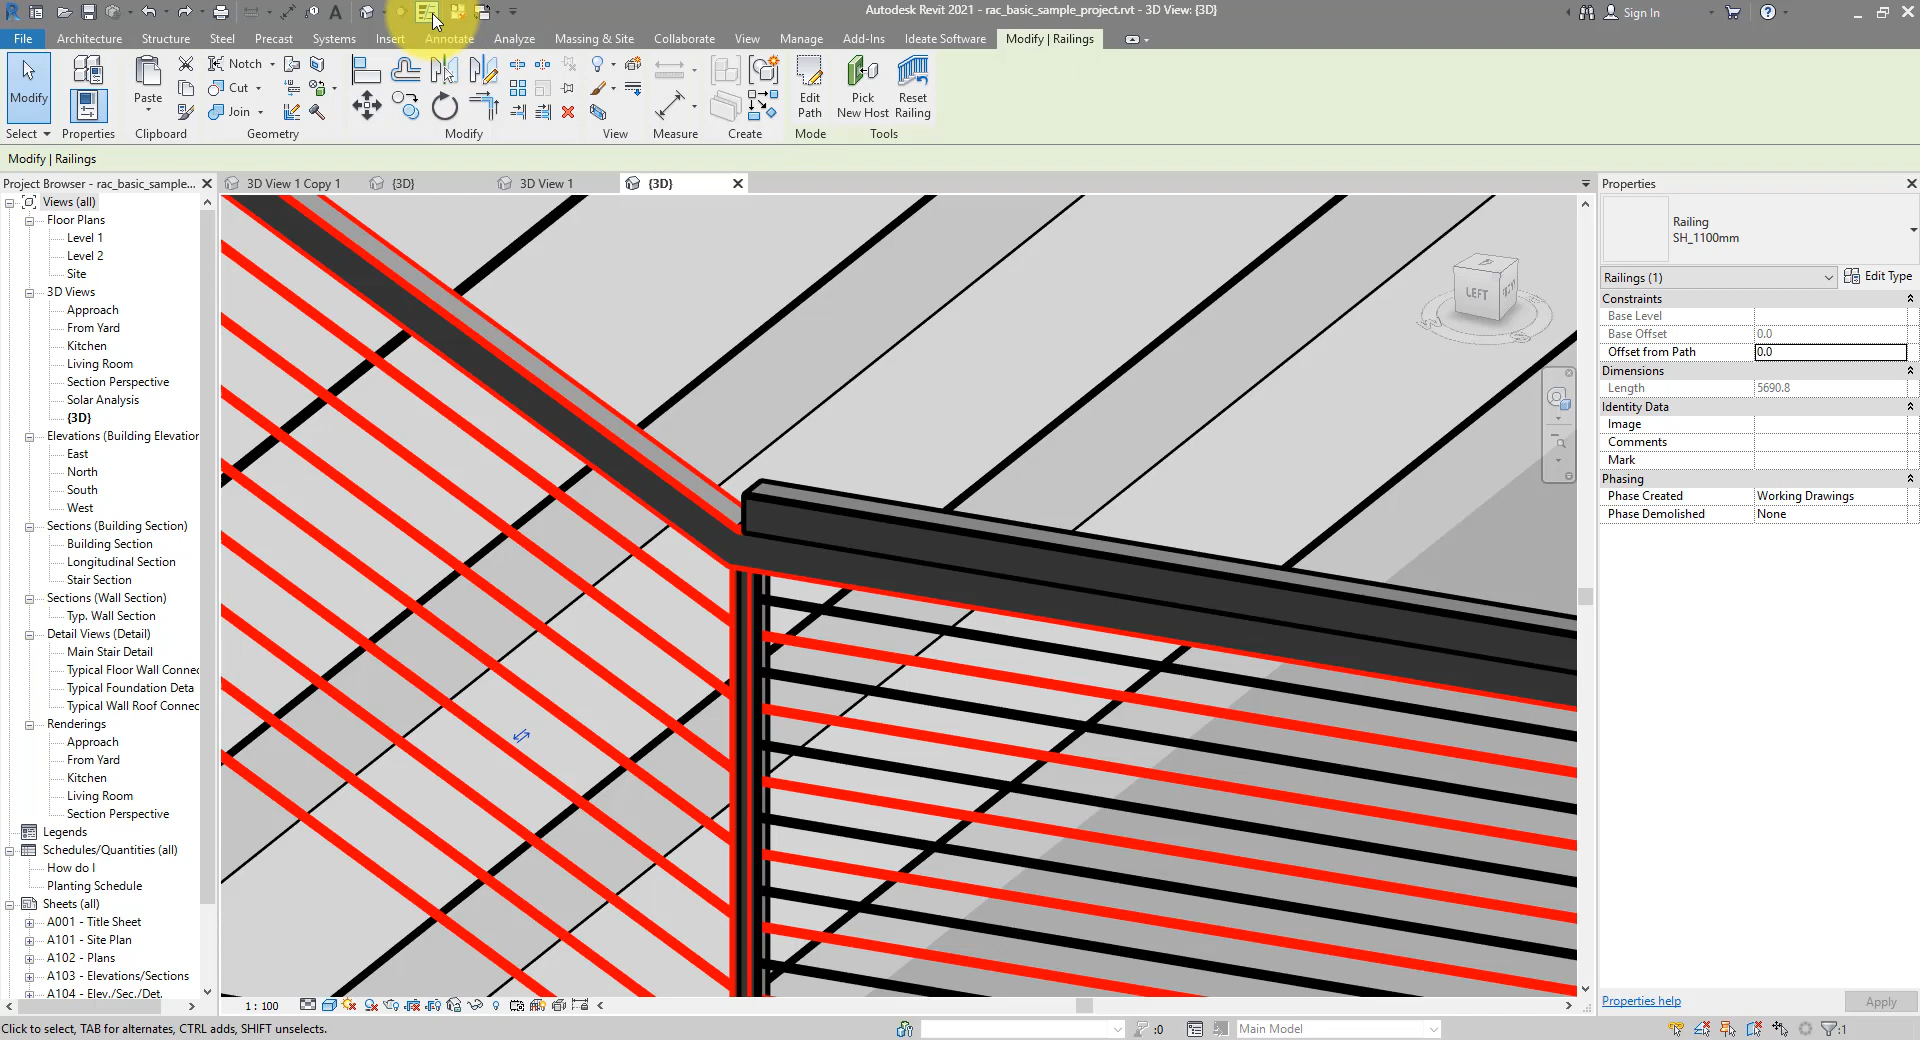 Autodesk Revit 2021 - rac_basic_sample_project.rvt - 3D View: {3D}
Sign In
File Architecture Structure Steel Precast Systems Insert Annotate Analyze Massing & Site Collaborate View Manage Add-Ins Ideate Software Modify | Railings
Modify
Paste
Notch
Cut
Join
Edit Path
Pick New Host
Reset Railing
Select Properties Clipboard Geometry Modify View Measure Create Mode Tools
Modify | Railings
Project Browser - rac_basic_sample...
3D View 1 Copy 1
{3D}
3D View 1
{3D}
Views (all)
Floor Plans
Level 1
Level 2
Site
3D Views
Approach
From Yard
Kitchen
Living Room
Section Perspective
Solar Analysis
{3D}
Elevations (Building Elevation
East
North
South
West
Sections (Building Section)
Building Section
Longitudinal Section
Stair Section
Sections (Wall Section)
Typ. Wall Section
Detail Views (Detail)
Main Stair Detail
Typical Floor Wall Connec
Typical Foundation Deta
Typical Wall Roof Connec
Renderings
Approach
From Yard
Kitchen
Living Room
Section Perspective
Legends
Schedules/Quantities (all)
How do I
Planting Schedule
Sheets (all)
A001 - Title Sheet
A101 - Site Plan
A102 - Plans
A103 - Elevations/Sections
A104 - Elev./Sec./Det.
LEFT
Properties
Railing
SH_1100mm
Railings (1)
Edit Type
Constraints
Base Level
Base Offset 0.0
Offset from Path 0.0
Dimensions
Length 5690.8
Identity Data
Image
Comments
Mark
Phasing
Phase Created Working Drawings
Phase Demolished None
Properties help
Apply
1 : 100
Click to select, TAB for alternates, CTRL adds, SHIFT unselects.
:0
Main Model
:1